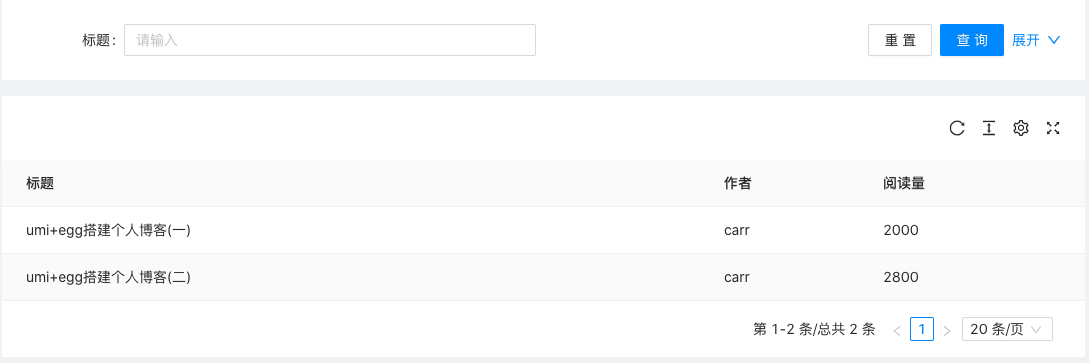 标题: 请输入 重 置 查 询 展开
标题 作者 阅读量
umi+egg搭建个人博客(一) carr 2000
umi+egg搭建个人博客(二) carr 2800
第 1-2 条/总共 2 条 < 1 > 20 条/页